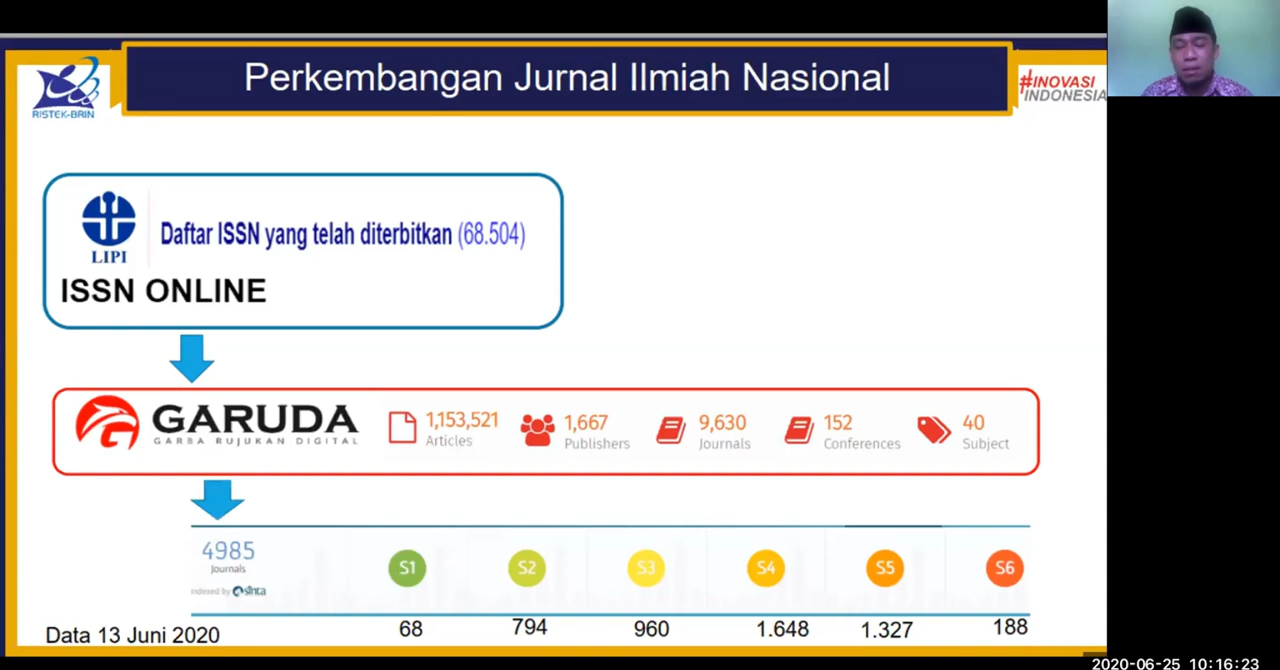 Perkembangan Jurnal Ilmiah Nasional
RISTEK-BRIN
#INOVASI
INDONESIA
LIPI
Daftar ISSN yang telah diterbitkan (68.504)
ISSN ONLINE
GARUDA
GARBA RUJUKAN DIGITAL
1,153,521
Articles
1,667
Publishers
9,630
Journals
152
Conferences
40
Subject
4985
Journals
Indexed by sinta
S1 S2 S3 S4 S5 S6
68 794 960 1.648 1.327 188
Data 13 Juni 2020
2020-06-25 10:16:23